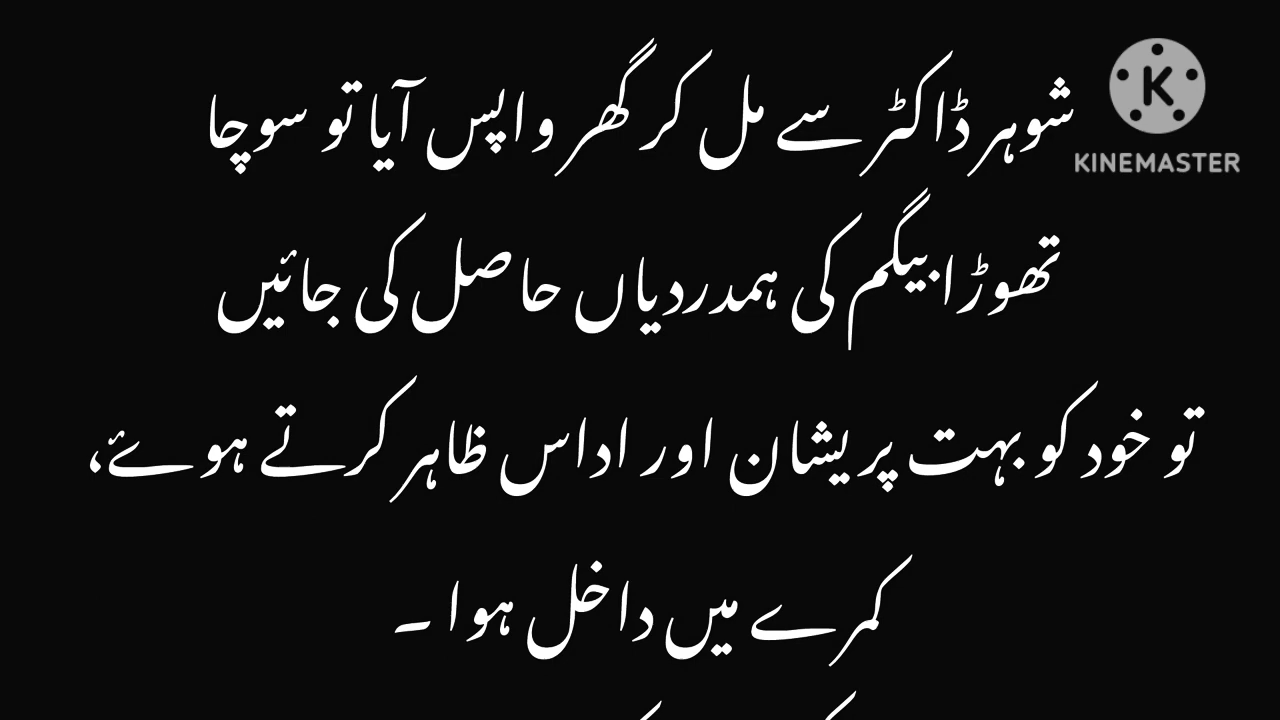 شوہر ڈاکٹر سے مل کر گھر واپس آیا تو سوچا
KINEMASTER
تھوڑا بیگم کی ہمدردیاں حاصل کی جائیں
تو خود کو بہت پریشان اور اداس ظاہر کرتے ہوئے،
کمرے میں داخل ہوا ۔